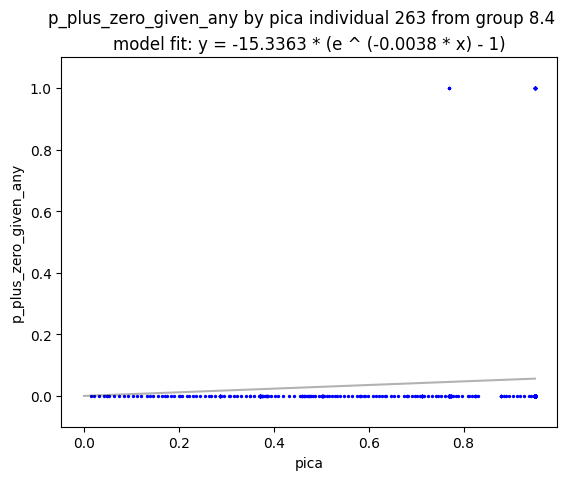 p_plus_zero_given_any by pica individual 263 from group 8.4
model fit: y = -15.3363 * (e ^ (-0.0038 * x) - 1)
1.0
0.8
0.6
0.4
0.2
0.0
p_plus_zero_given_any
0.0 0.2 0.4 0.6 0.8
pica